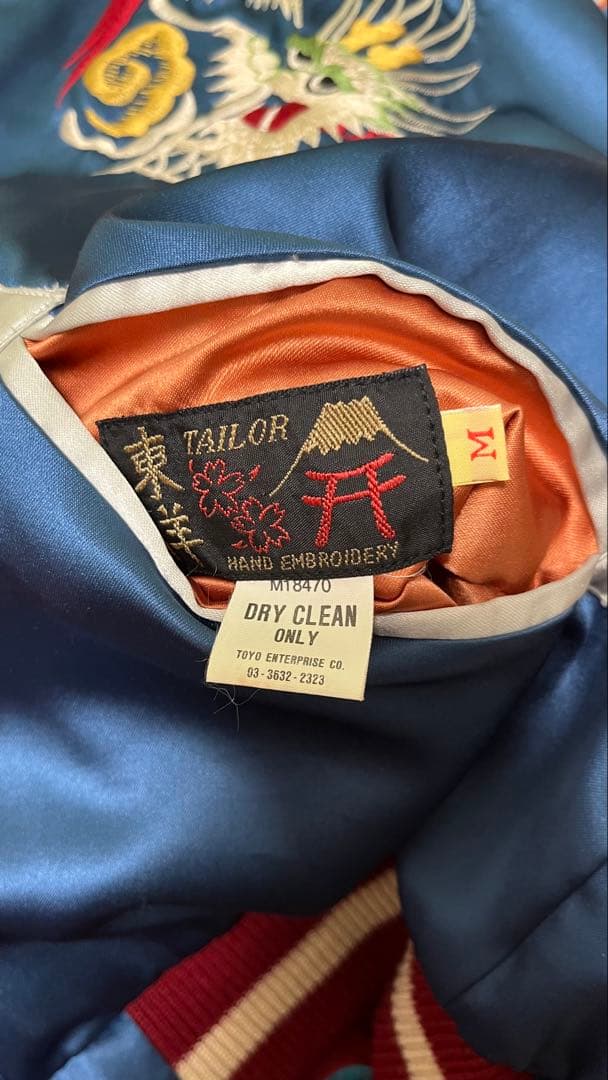 東洋
TAILOR
HAND EMBROIDERY
M
M18470
DRY CLEAN
ONLY
TOYO ENTERPRISE CO.
03-3632-2323